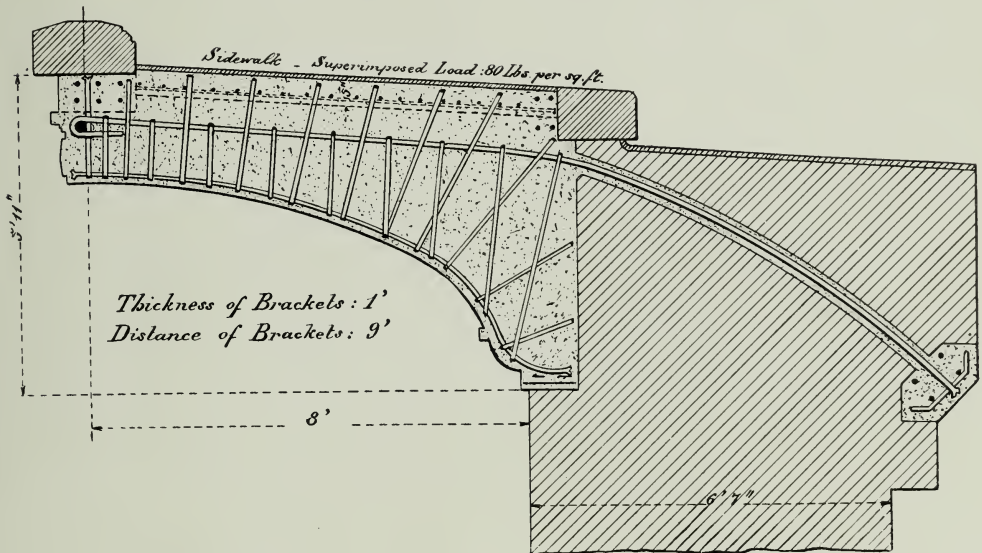 Sidewalk - Superimposed Load : 80 Lbs. per sq. ft.
5' 11"
Thickness of Brackets : 1'
Distance of Brackets : 9'
8'
6' 7"